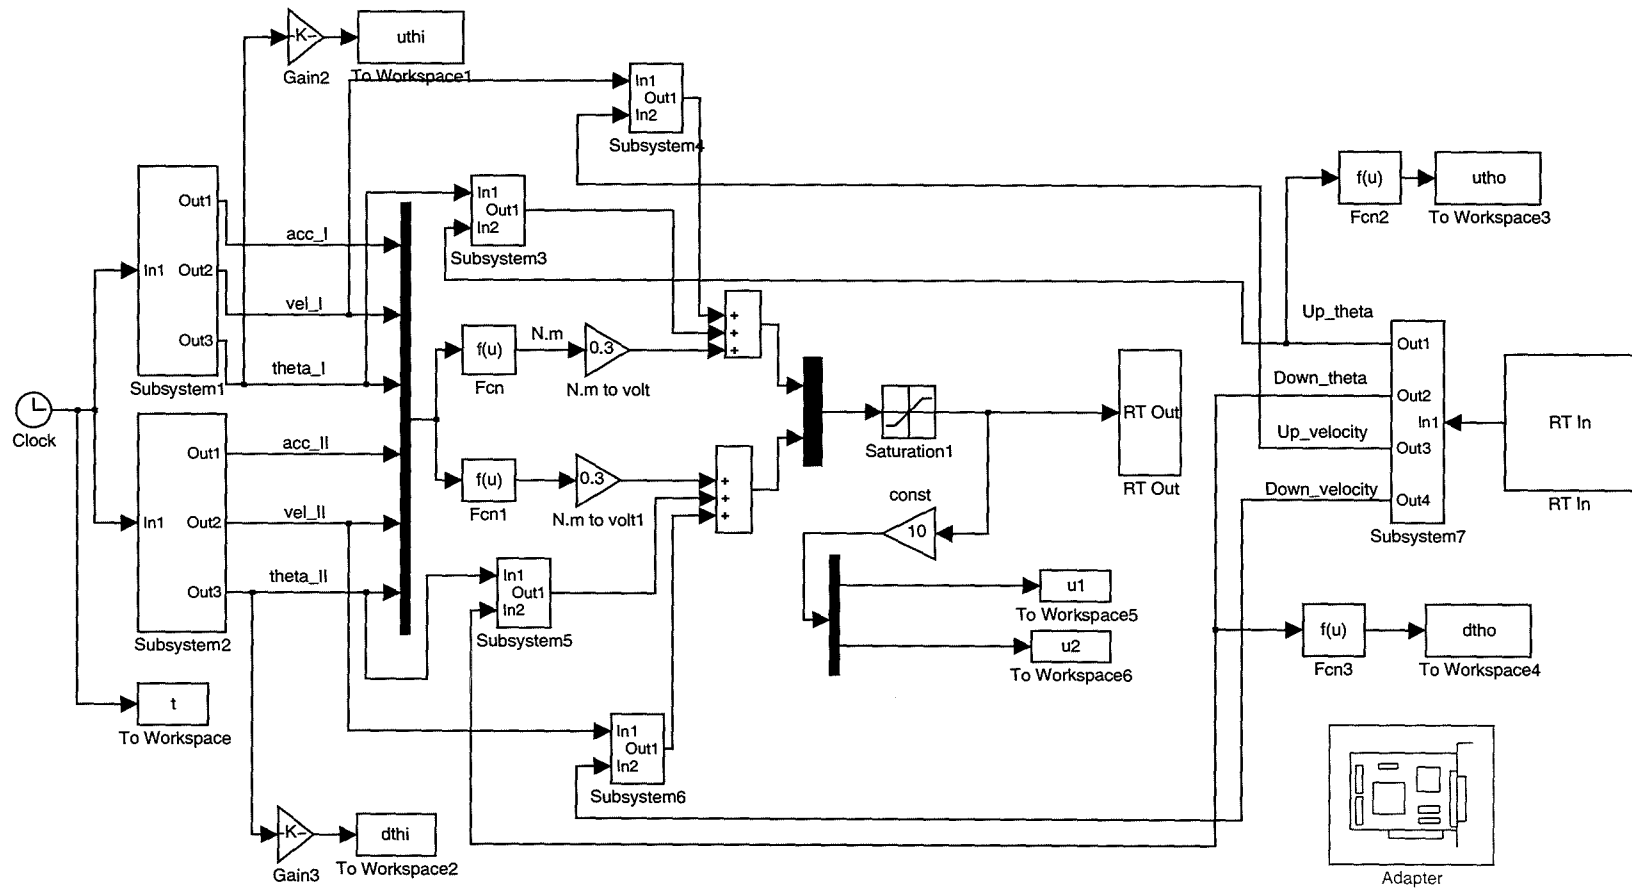 -K-
uthi
Gain2
To Workspace1
In1
Out1
In2
Subsystem4
f(u)
utho
Fcn2
To Workspace3
In1
Out1
In2
Subsystem3
Out1
In1
Out2
Out3
Subsystem1
acc_I
vel_I
theta_I
+
+
+
N.m
f(u)
0.3
Fcn
N.m to volt
Up_theta
Out1
Down_theta
Out2
In1
Up_velocity
Out3
Down_velocity
Out4
Subsystem7
RT In
RT In
Clock
RT Out
RT Out
Saturation1
Out1
In1
Out2
Out3
Subsystem2
acc_II
vel_II
theta_II
f(u)
0.3
Fcn1
N.m to volt1
+
+
+
const
10
In1
Out1
In2
Subsystem5
u1
To Workspace5
u2
To Workspace6
f(u)
dtho
Fcn3
To Workspace4
t
To Workspace
In1
Out1
In2
Subsystem6
-K-
dthi
Gain3
To Workspace2
Adapter